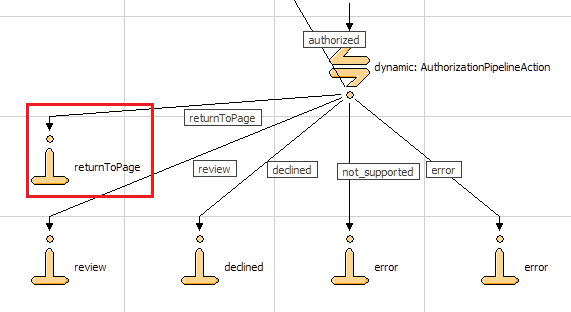 authorized
dynamic: AuthorizationPipelineAction
returnToPage
returnToPage
review
declined
not_supported
error
review
declined
error
error